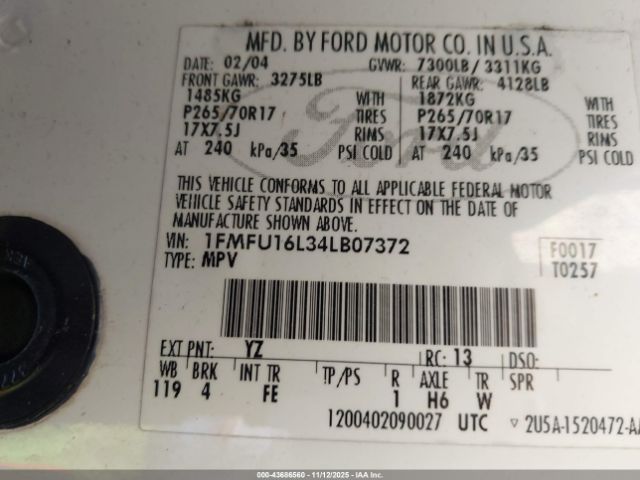 MFD. BY FORD MOTOR CO. IN U.S.A.
DATE: 02/04 GVWR: 7300LB/ 3311KG
FRONT GAWR: 3275LB REAR GAWR: 4128LB
1485KG WITH 1872KG WITH
P265/70R17 TIRES P265/70R17 TIRES
17X7.5J RIMS 17X7.5J RIMS
AT 240 kPa/35 PSI COLD AT 240 kPa/35 PSI COLD
Ford
THIS VEHICLE CONFORMS TO ALL APPLICABLE FEDERAL MOTOR
VEHICLE SAFETY STANDARDS IN EFFECT ON THE DATE OF
MANUFACTURE SHOWN ABOVE.
VIN: 1FMFU16L34LB07372 F0017
TYPE: MPV T0257
EXT PNT: YZ RC: 13 DSO:
WB BRK INT TR TP/PS R AXLE TR SPR
119 4 FE 1 H6 W
1200402090027 UTC 2U5A-1520472-A
000-43686560 - 11/12/2025 - IAAI.com